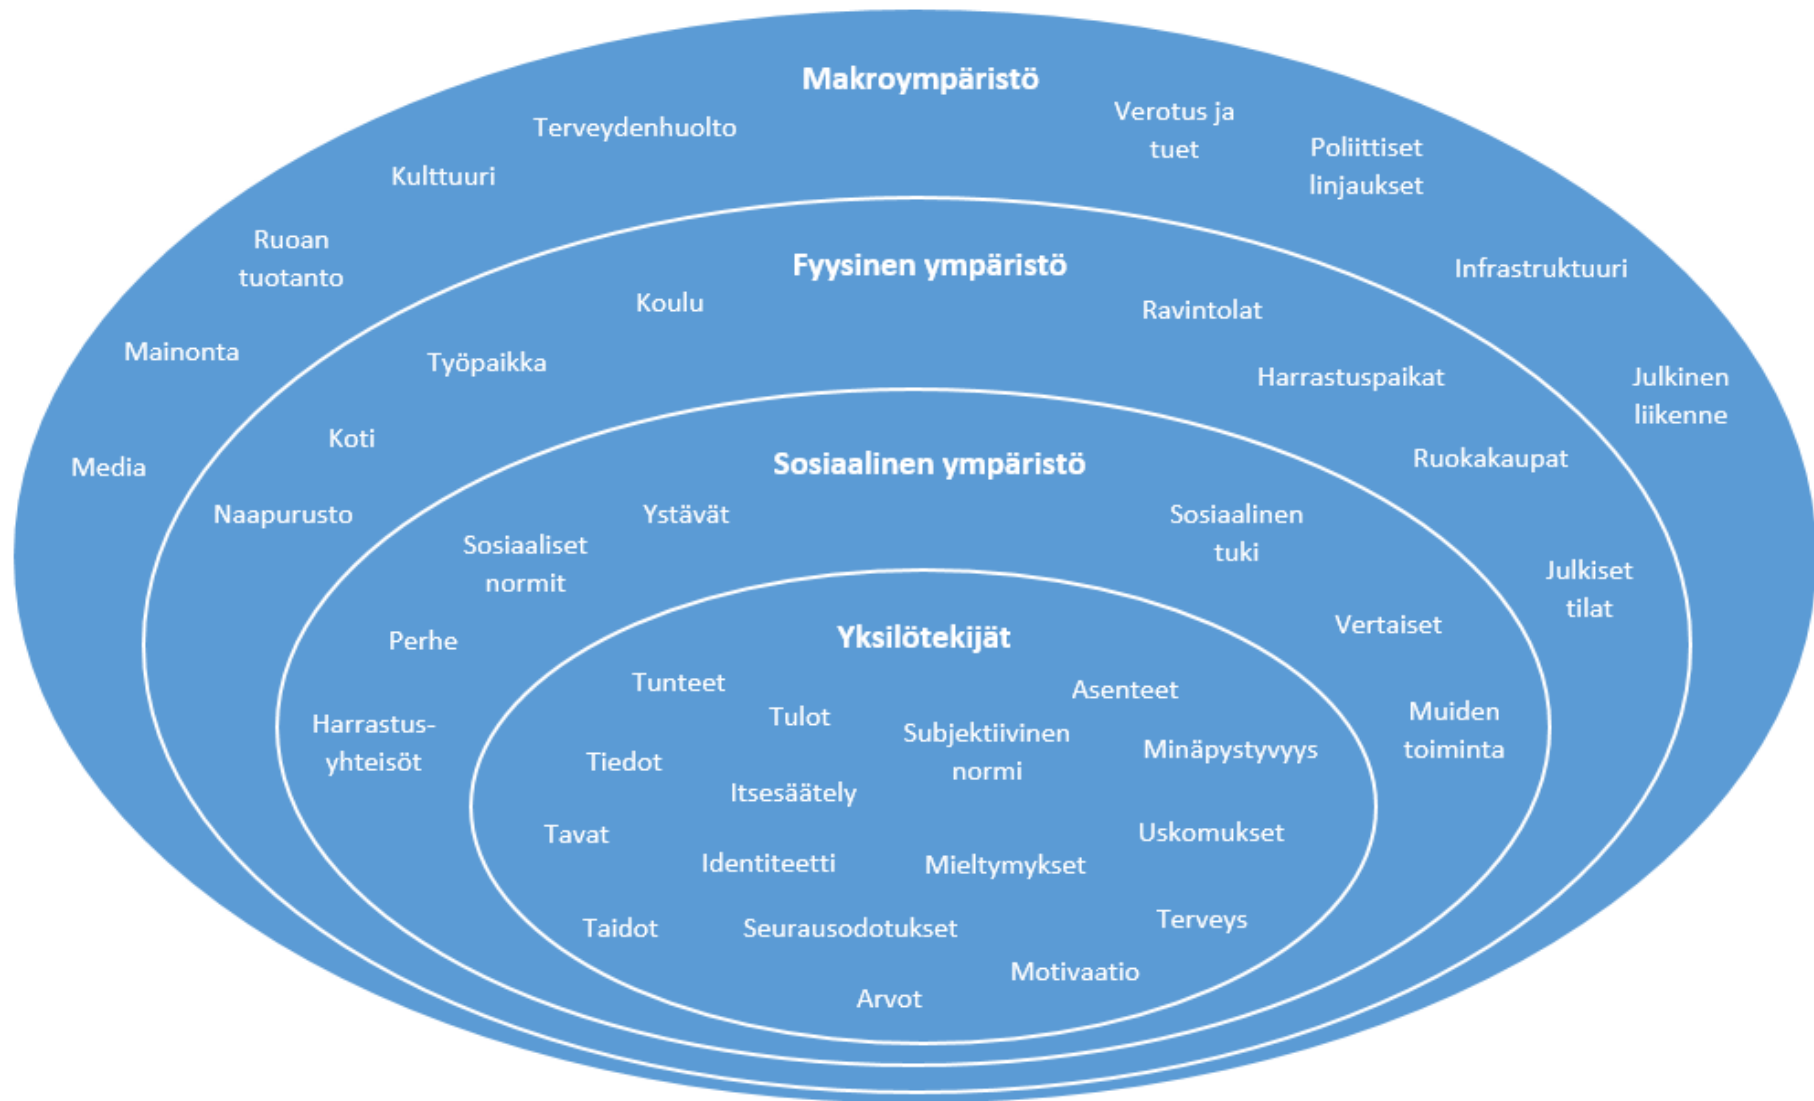 Makroympäristö
Terveydenhuolto
Verotus ja
tuet
Poliittiset
linjaukset
Kulttuuri
Ruoan
tuotanto
Infrastruktuuri
Mainonta
Julkinen
liikenne
Media
Fyysinen ympäristö
Koulu
Ravintolat
Työpaikka
Harrastuspaikat
Koti
Ruokakaupat
Naapurusto
Julkiset
tilat
Sosiaalinen ympäristö
Ystävät
Sosiaalinen
tuki
Sosiaaliset
normit
Vertaiset
Perhe
Harrastus-
yhteisöt
Muiden
toiminta
Yksilötekijät
Tunteet
Asenteet
Tulot
Subjektiivinen
normi
Minäpystyvyys
Tiedot
Itsesäätely
Tavat
Uskomukset
Identiteetti
Mieltymykset
Taidot
Seurausodotukset
Terveys
Motivaatio
Arvot